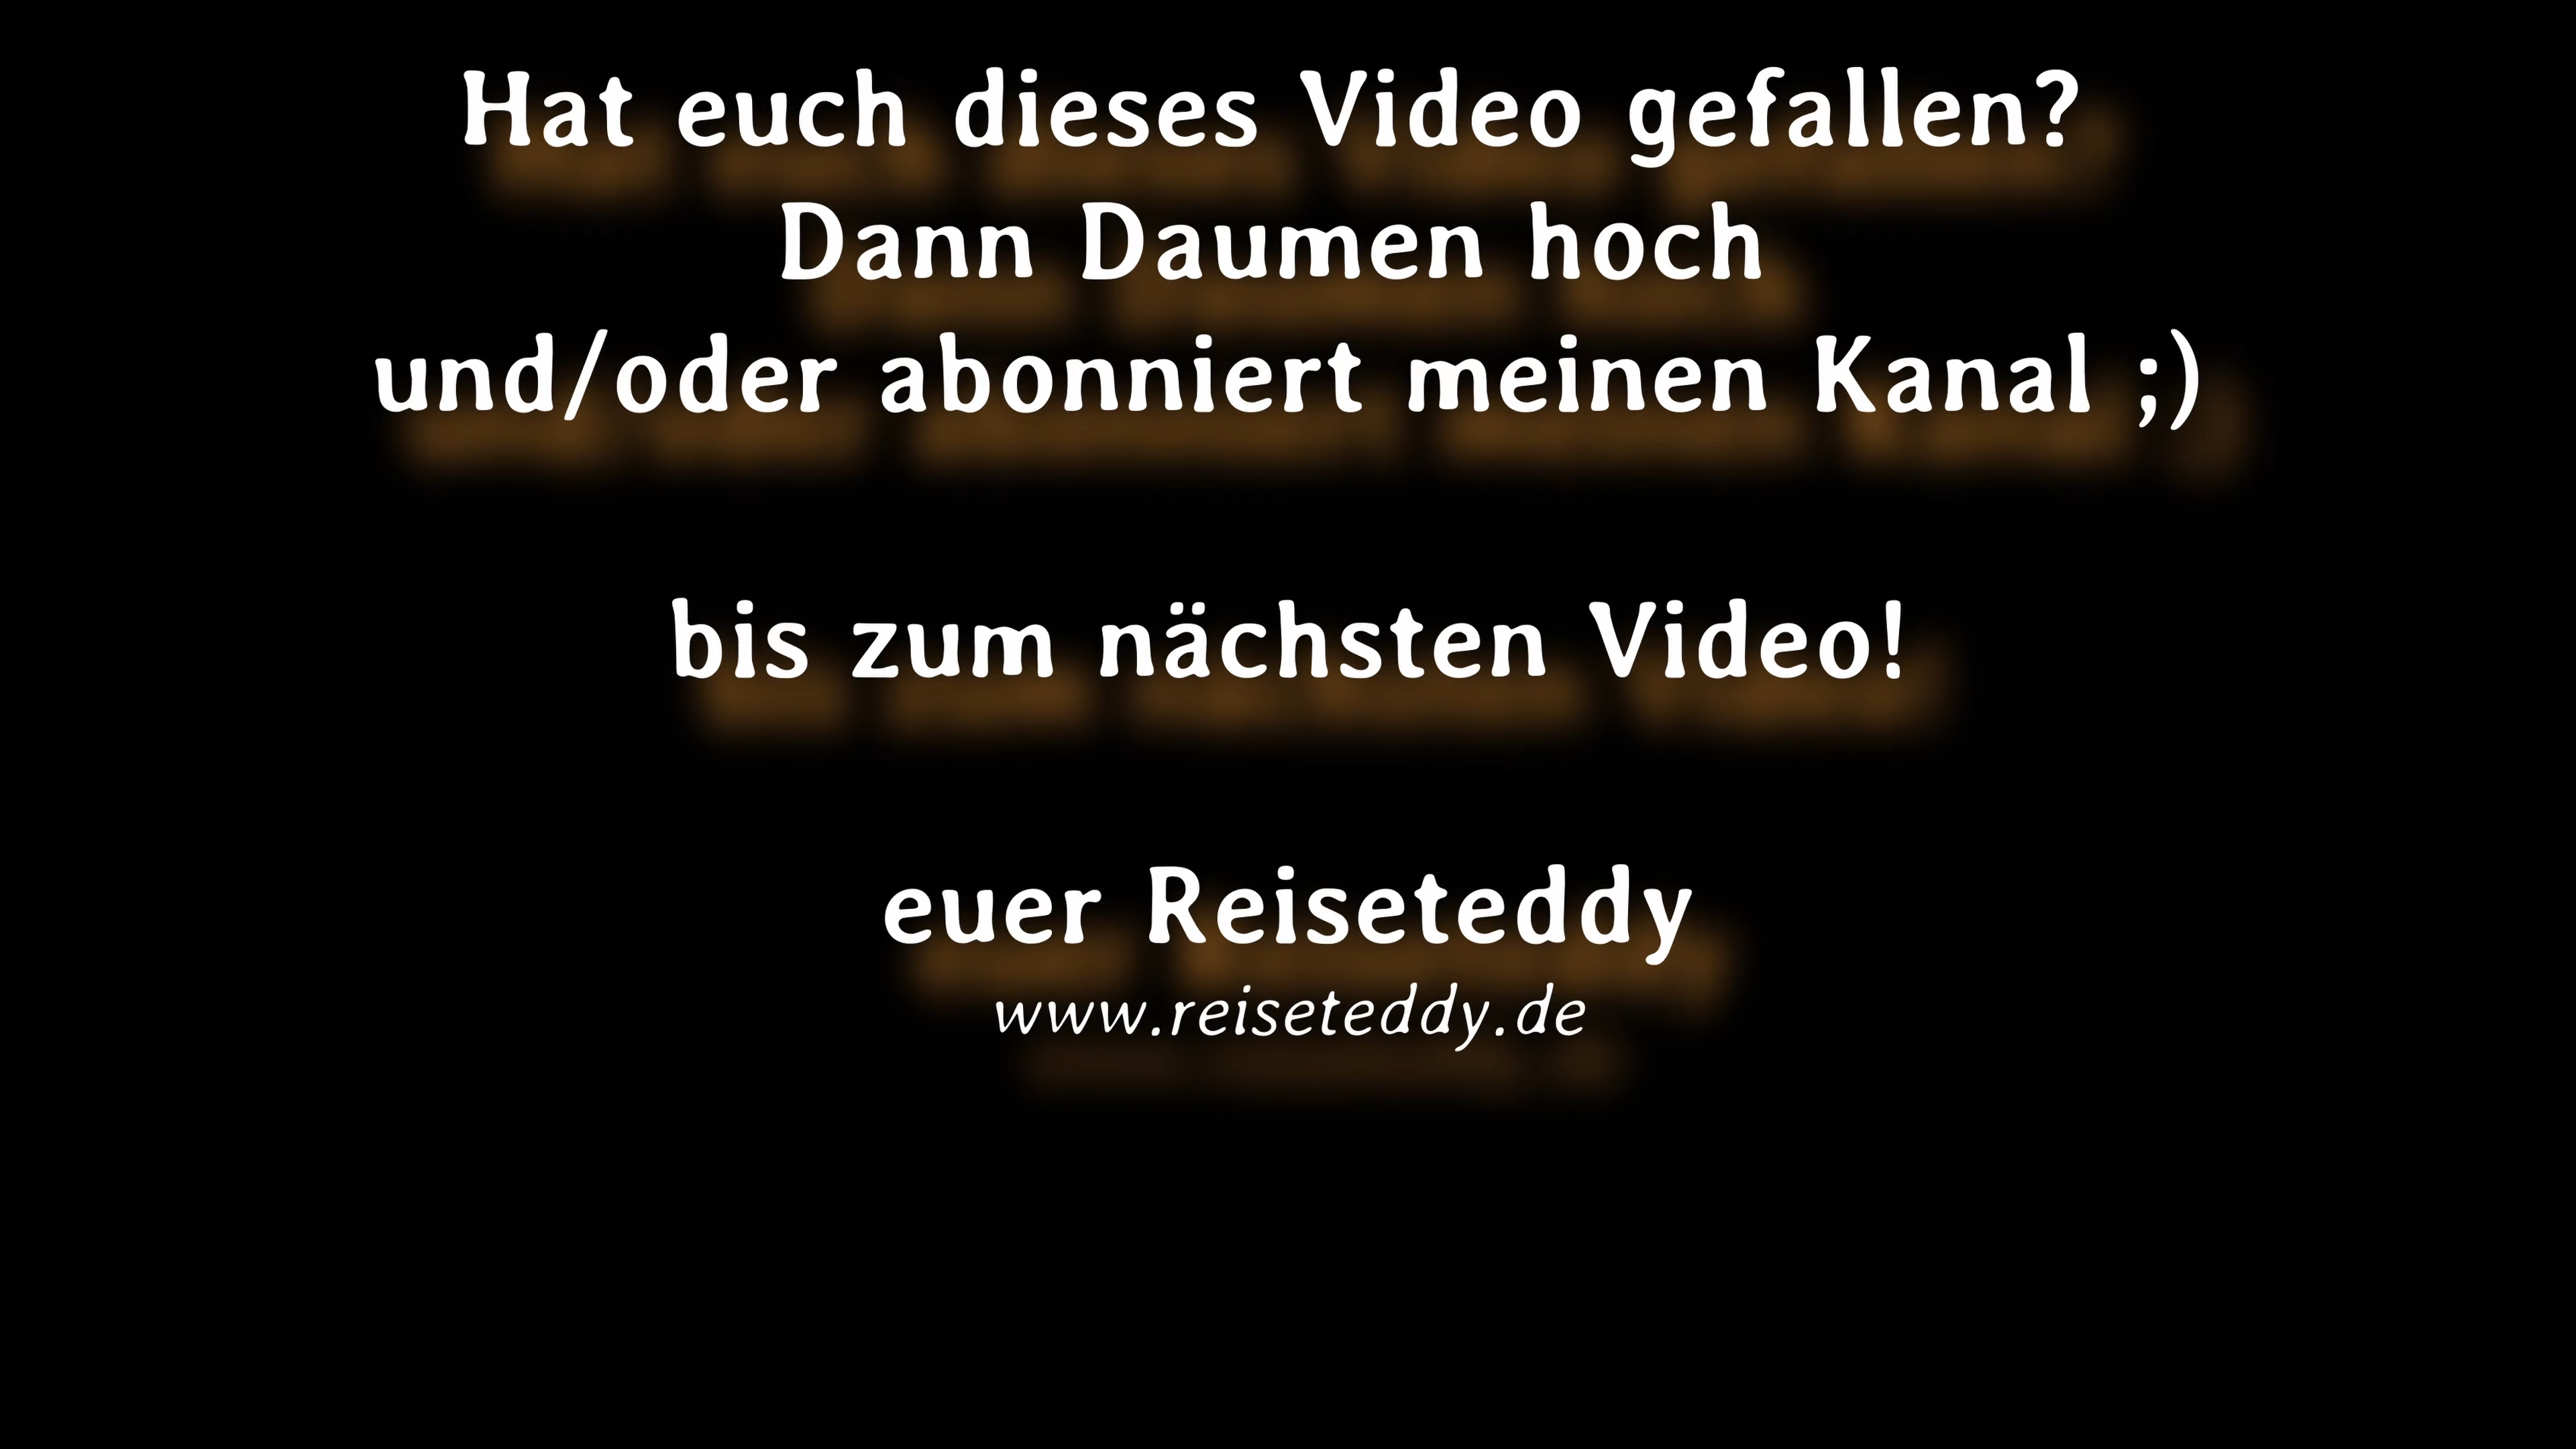 Hat euch dieses Video gefallen?
Dann Daumen hoch
und/oder abonniert meinen Kanal ;)
bis zum nächsten Video!
euer Reiseteddy
www.reiseteddy.de